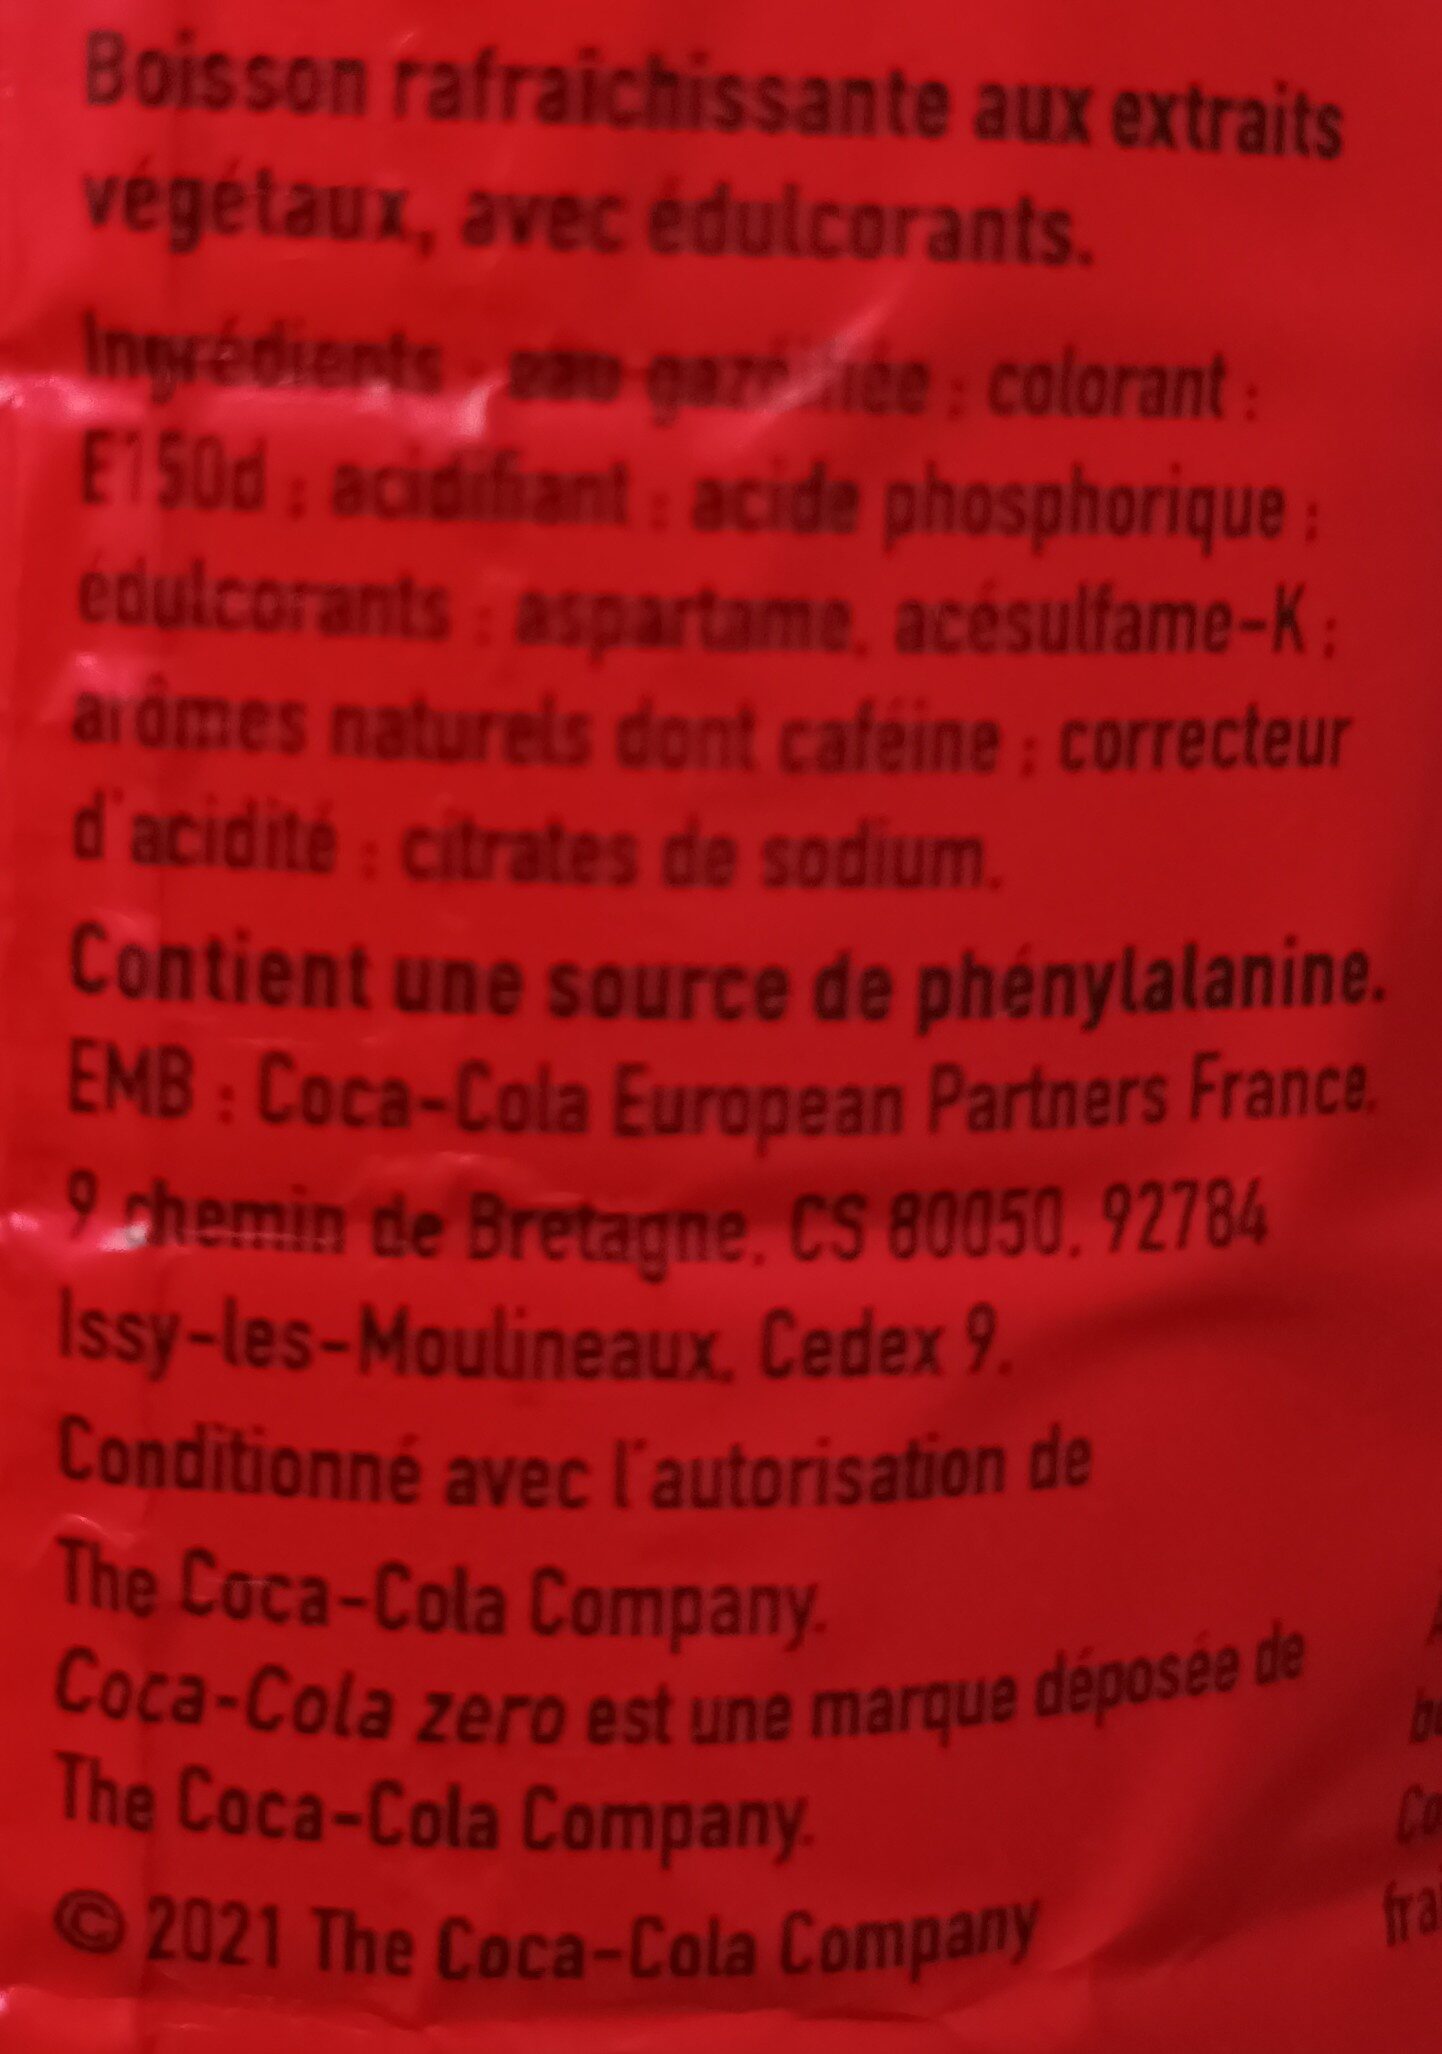 Boisson rafraîchissante aux extraits
végétaux, avec édulcorants.
Ingrédients : eau gazéifiée ; colorant :
E150d ; acidifiant : acide phosphorique ;
édulcorants : aspartame, acésulfame-K ;
arômes naturels dont caféine ; correcteur
d'acidité : citrates de sodium.
Contient une source de phénylalanine.
EMB : Coca-Cola European Partners France,
9 chemin de Bretagne, CS 80050, 92784
Issy-les-Moulineaux, Cedex 9.
Conditionné avec l'autorisation de
The Coca-Cola Company.
Coca-Cola zero est une marque déposée de
The Coca-Cola Company.
© 2021 The Coca-Cola Company